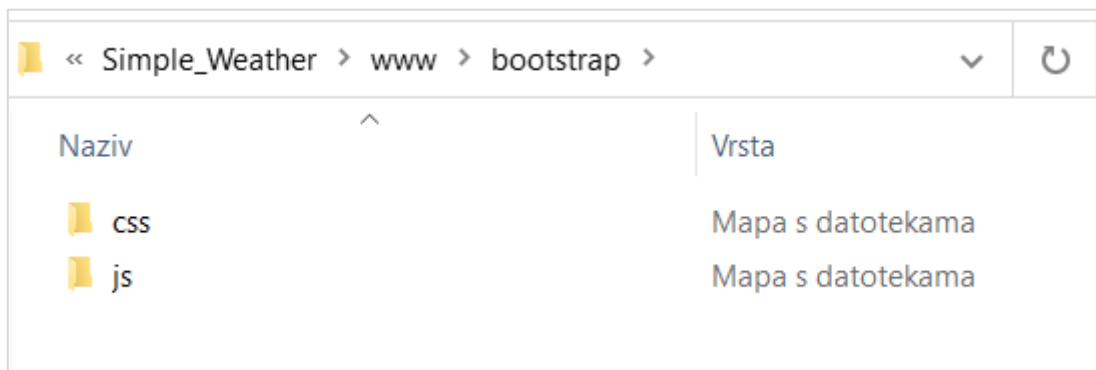 « Simple_Weather > www > bootstrap >
Naziv Vrsta
css Mapa s datotekama
js Mapa s datotekama